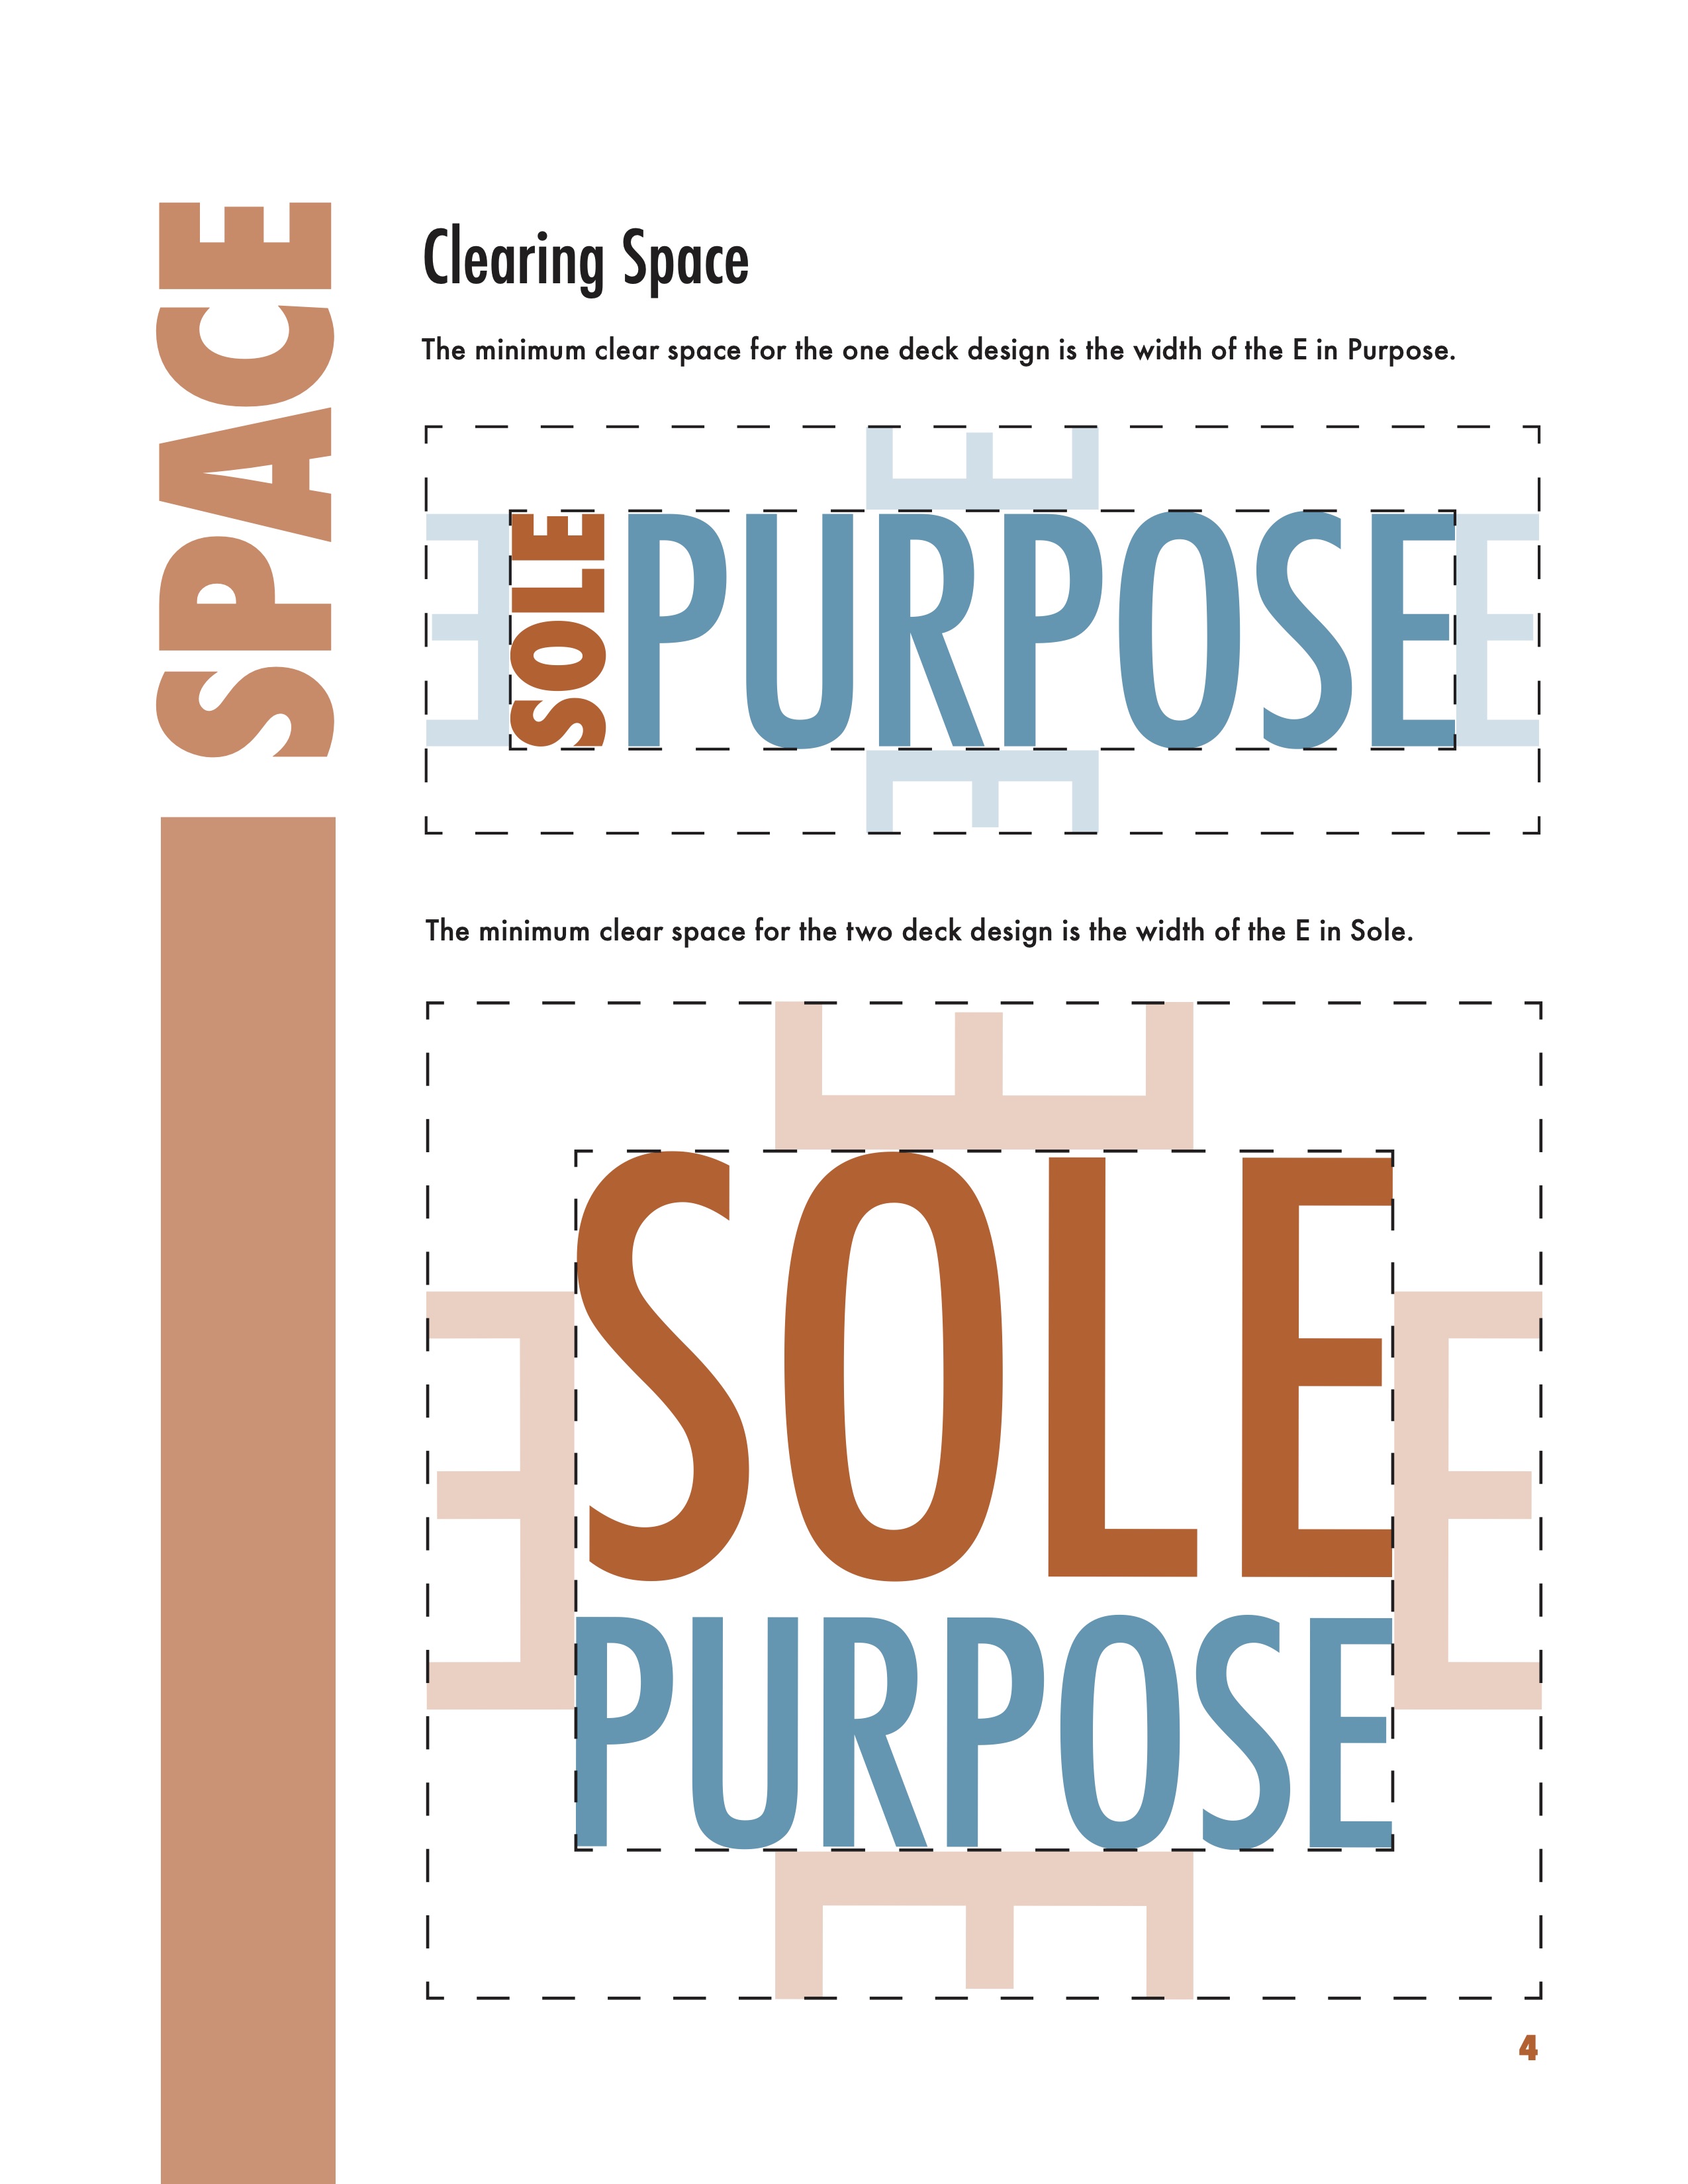 SPACE
Clearing Space
The minimum clear space for the one deck design is the width of the E in Purpose.
E
E SOLE PURPOSE E
E
The minimum clear space for the two deck design is the width of the E in Sole.
E
SOLE
E E
PURPOSE
E
4